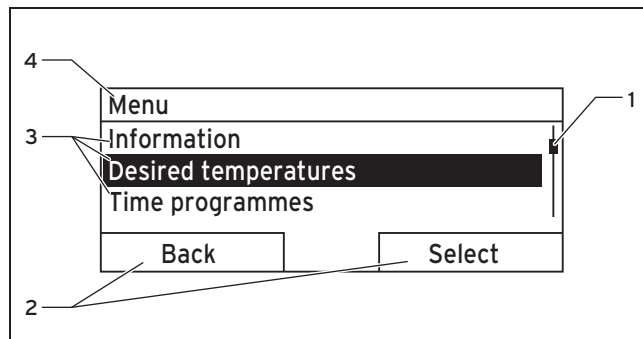 4
Menu
1
3
Information
Desired temperatures
Time programmes
Back
Select
2